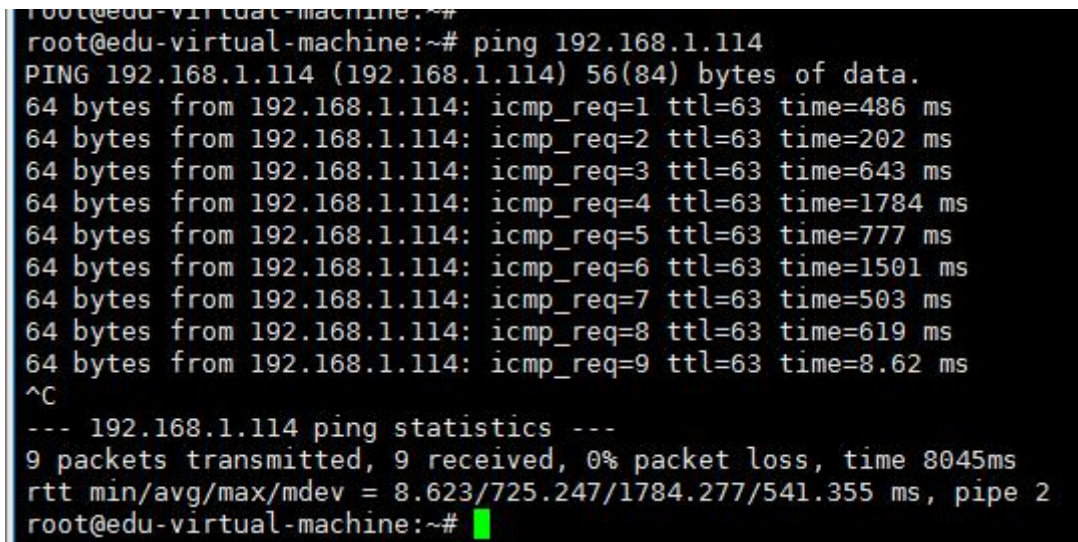 root@edu-virtual-machine:~#
root@edu-virtual-machine:~# ping 192.168.1.114
PING 192.168.1.114 (192.168.1.114) 56(84) bytes of data.
64 bytes from 192.168.1.114: icmp_req=1 ttl=63 time=486 ms
64 bytes from 192.168.1.114: icmp_req=2 ttl=63 time=202 ms
64 bytes from 192.168.1.114: icmp_req=3 ttl=63 time=643 ms
64 bytes from 192.168.1.114: icmp_req=4 ttl=63 time=1784 ms
64 bytes from 192.168.1.114: icmp_req=5 ttl=63 time=777 ms
64 bytes from 192.168.1.114: icmp_req=6 ttl=63 time=1501 ms
64 bytes from 192.168.1.114: icmp_req=7 ttl=63 time=503 ms
64 bytes from 192.168.1.114: icmp_req=8 ttl=63 time=619 ms
64 bytes from 192.168.1.114: icmp_req=9 ttl=63 time=8.62 ms
^C
--- 192.168.1.114 ping statistics ---
9 packets transmitted, 9 received, 0% packet loss, time 8045ms
rtt min/avg/max/mdev = 8.623/725.247/1784.277/541.355 ms, pipe 2
root@edu-virtual-machine:~#